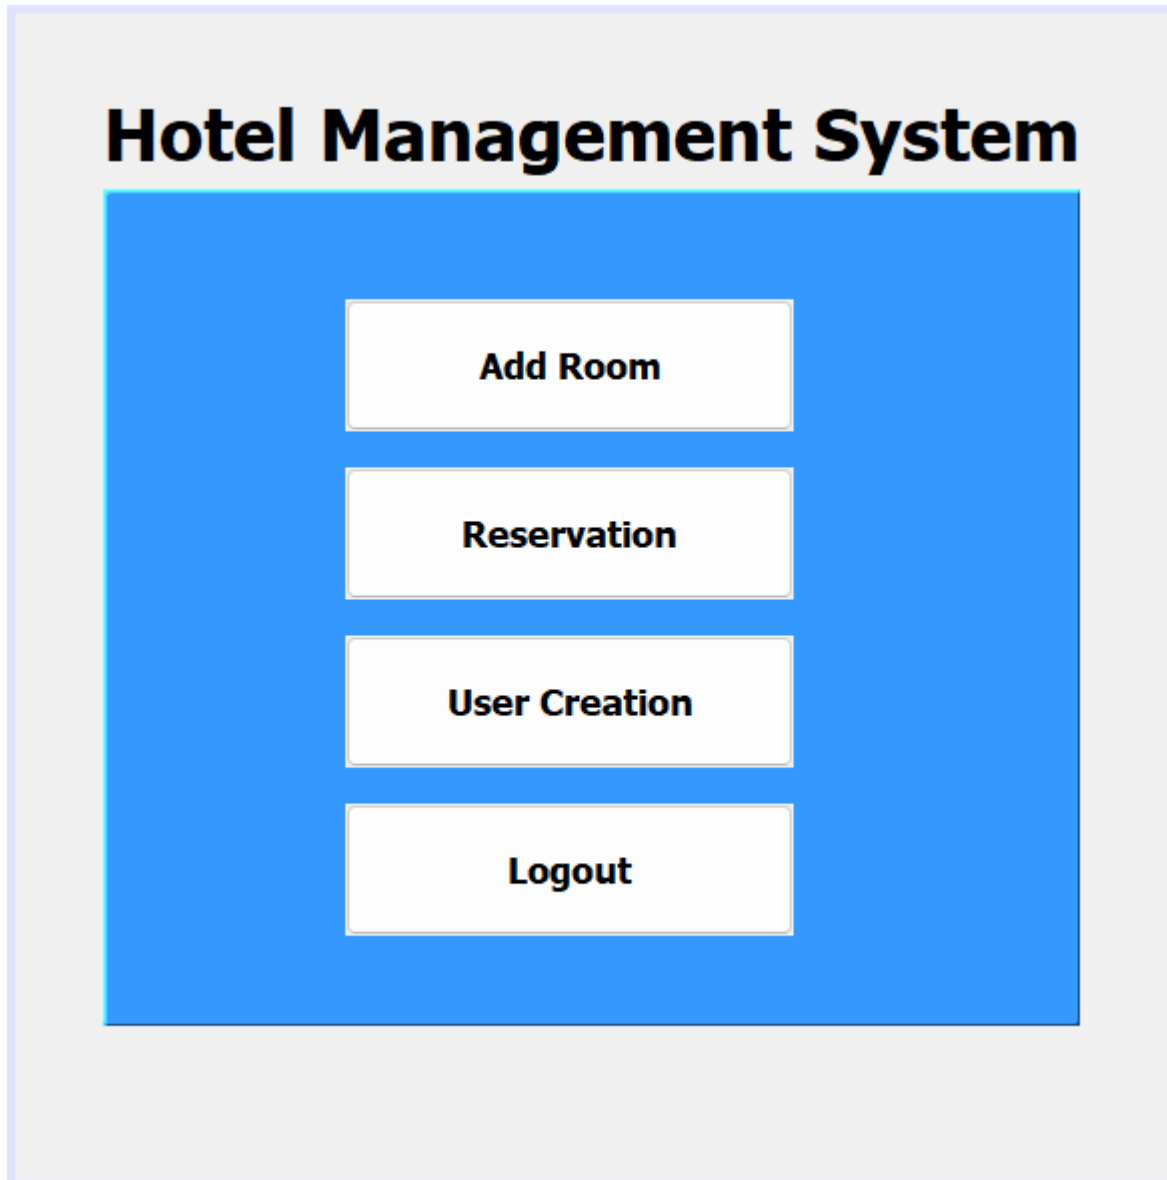 Hotel Management System
Add Room
Reservation
User Creation
Logout